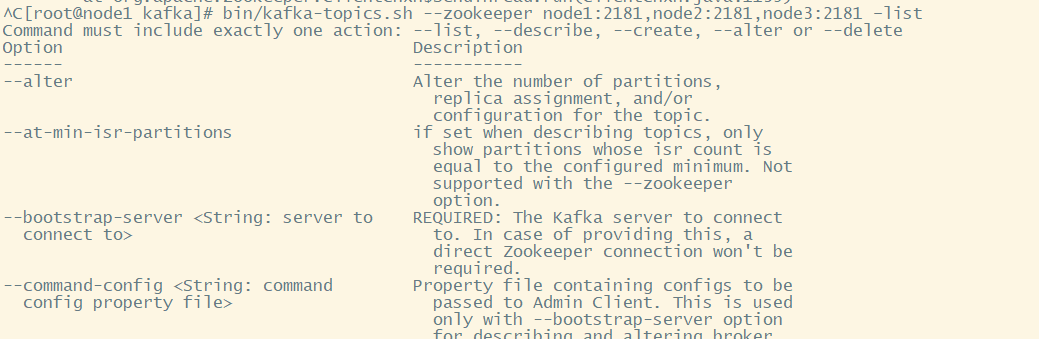 ^C[root@node1 kafka]# bin/kafka-topics.sh --zookeeper node1:2181,node2:2181,node3:2181 –list
Command must include exactly one action: --list, --describe, --create, --alter or --delete
Option                                   Description
------                                   -----------
--alter                                  Alter the number of partitions,
                                           replica assignment, and/or
                                           configuration for the topic.
--at-min-isr-partitions                  if set when describing topics, only
                                           show partitions whose isr count is
                                           equal to the configured minimum. Not
                                           supported with the --zookeeper
                                           option.
--bootstrap-server <String: server to    REQUIRED: The Kafka server to connect
  connect to>                              to. In case of providing this, a
                                           direct Zookeeper connection won't be
                                           required.
--command-config <String: command        Property file containing configs to be
  config property file>                    passed to Admin Client. This is used
                                           only with --bootstrap-server option
                                           for describing and altering broker